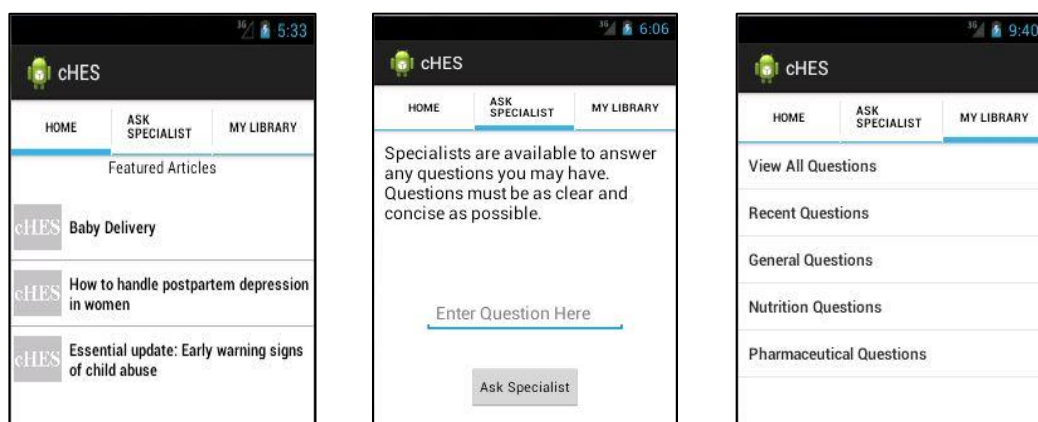 3G 5:33
cHES
HOME
ASK
SPECIALIST
MY LIBRARY
Featured Articles
cHES Baby Delivery
cHES How to handle postpartem depression
in women
cHES Essential update: Early warning signs
of child abuse
3G 6:06
cHES
HOME
ASK
SPECIALIST
MY LIBRARY
Specialists are available to answer
any questions you may have.
Questions must be as clear and
concise as possible.
Enter Question Here
Ask Specialist
3G 9:40
cHES
HOME
ASK
SPECIALIST
MY LIBRARY
View All Questions
Recent Questions
General Questions
Nutrition Questions
Pharmaceutical Questions